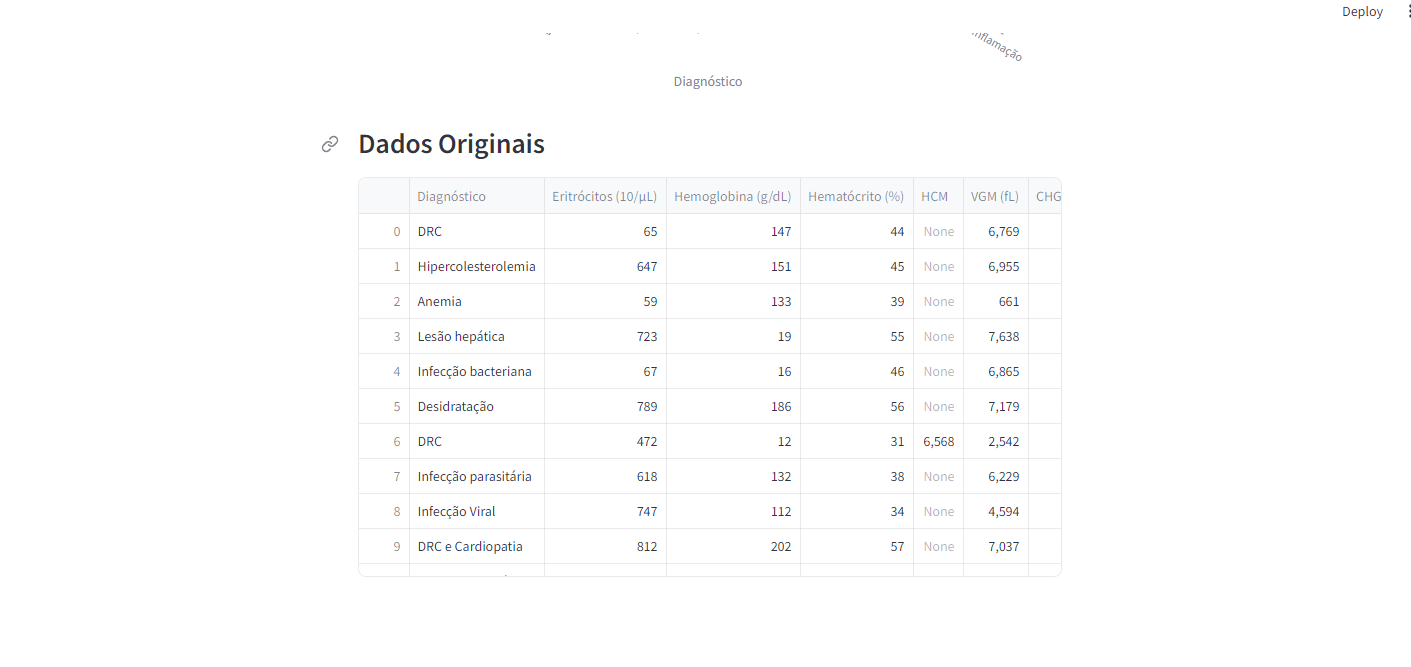 Deploy
Inflamação
Diagnóstico
Dados Originais
Diagnóstico Eritrócitos (10/µL) Hemoglobina (g/dL) Hematócrito (%) HCM VGM (fL) CHG
0 DRC 65 147 44 None 6,769
1 Hipercolesterolemia 647 151 45 None 6,955
2 Anemia 59 133 39 None 661
3 Lesão hepática 723 19 55 None 7,638
4 Infecção bacteriana 67 16 46 None 6,865
5 Desidratação 789 186 56 None 7,179
6 DRC 472 12 31 6,568 2,542
7 Infecção parasitária 618 132 38 None 6,229
8 Infecção Viral 747 112 34 None 4,594
9 DRC e Cardiopatia 812 202 57 None 7,037